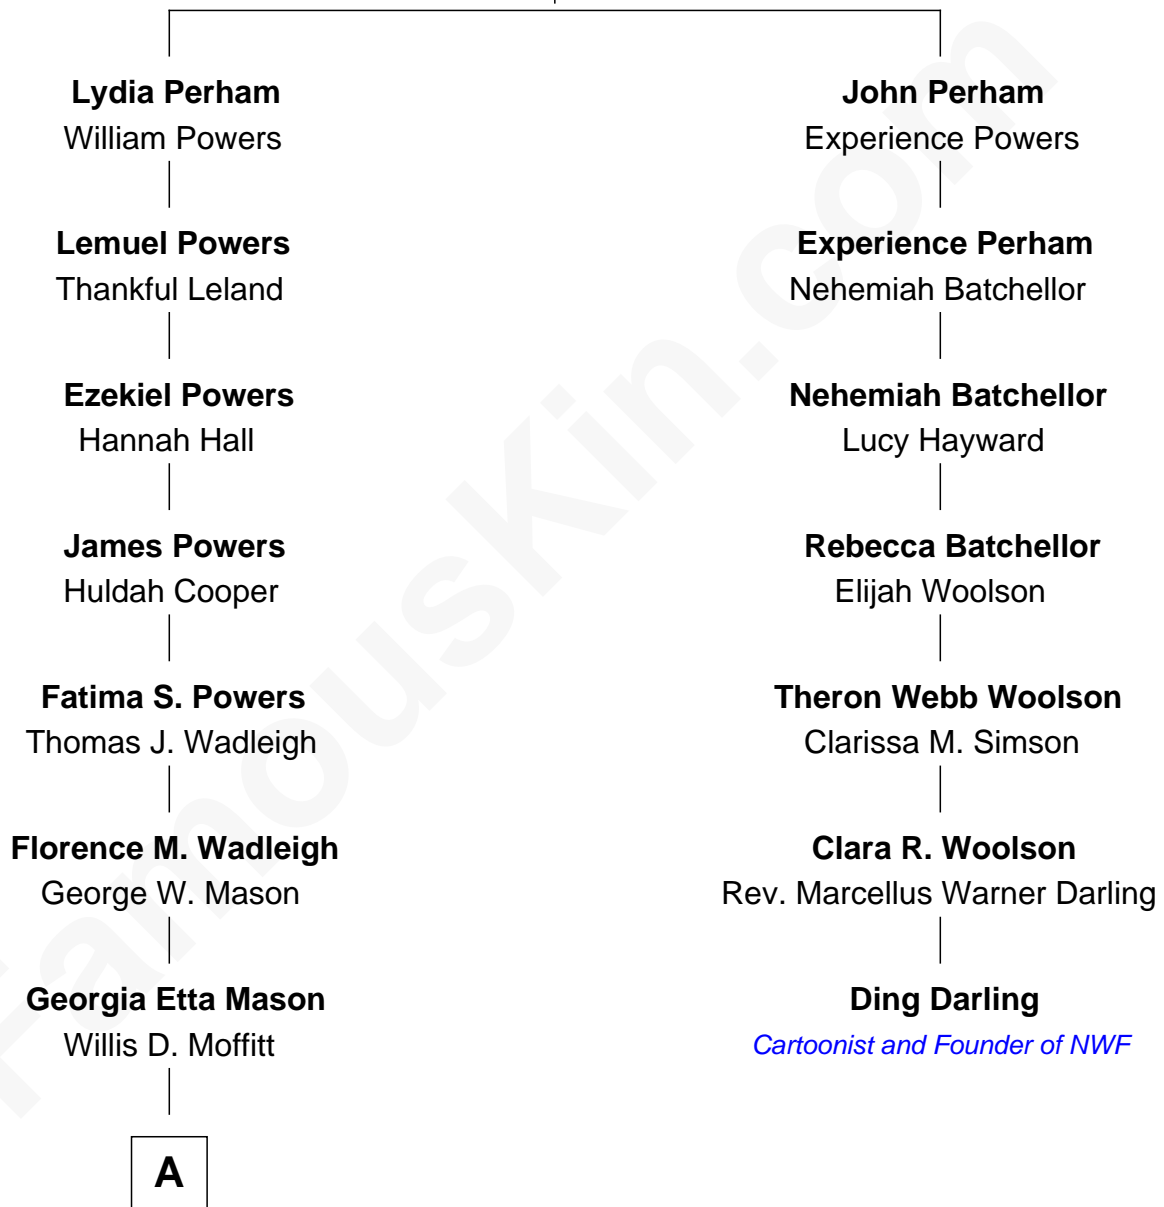 Lydia Perham
William Powers
Lemuel Powers
Thankful Leland
Ezekiel Powers
Hannah Hall
James Powers
Huldah Cooper
Fatima S. Powers
Thomas J. Wadleigh
Florence M. Wadleigh
George W. Mason
Georgia Etta Mason
Willis D. Moffitt
A
John Perham
Experience Powers
Experience Perham
Nehemiah Batchellor
Nehemiah Batchellor
Lucy Hayward
Rebecca Batchellor
Elijah Woolson
Theron Webb Woolson
Clarissa M. Simson
Clara R. Woolson
Rev. Marcellus Warner Darling
Ding Darling
Cartoonist and Founder of NWF
FamousKin.com